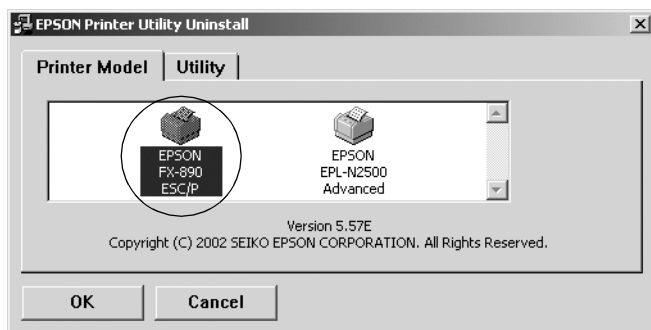 EPSON Printer Utility Uninstall
Printer Model
Utility
EPSON
FX-890
ESC/P
EPSON
EPL-N2500
Advanced
Version 5.57E
Copyright (C) 2002 SEIKO EPSON CORPORATION. All Rights Reserved.
OK
Cancel